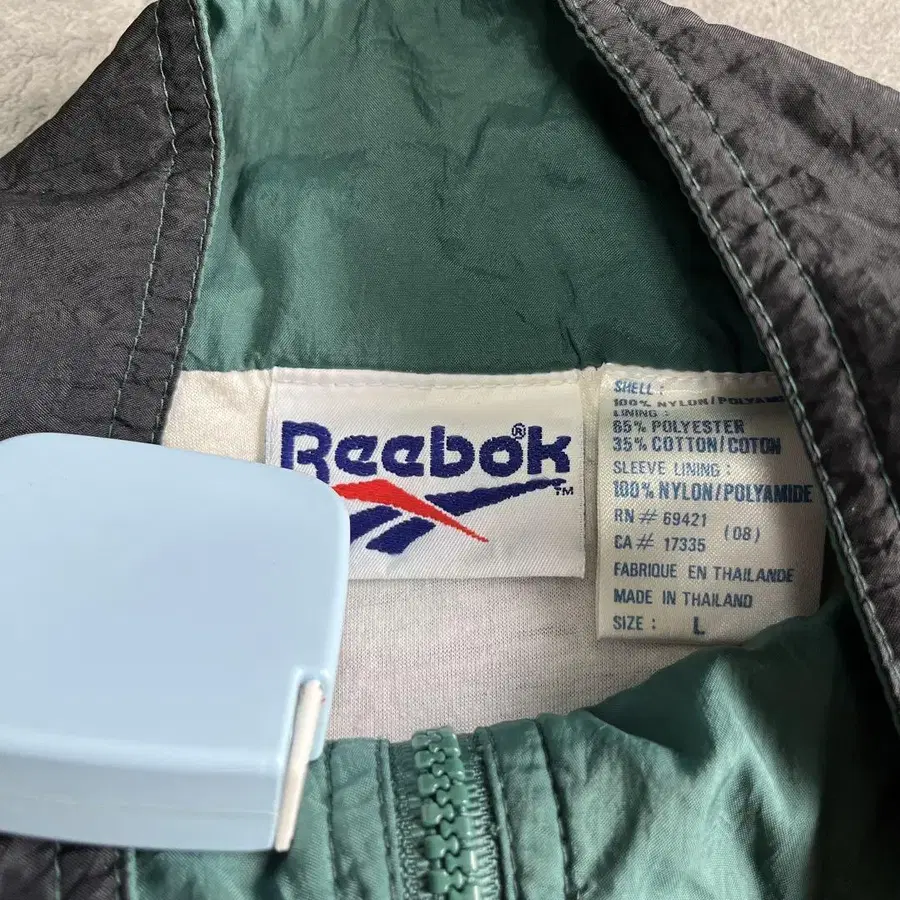 Reebok®
TM
SHELL :
100% NYLON/POLYAMIDE
LINING :
65% POLYESTER
35% COTTON/COTON
SLEEVE LINING :
100% NYLON/POLYAMIDE
RN # 69421
(08)
CA # 17335
FABRIQUE EN THAILANDE
MADE IN THAILAND
SIZE : L